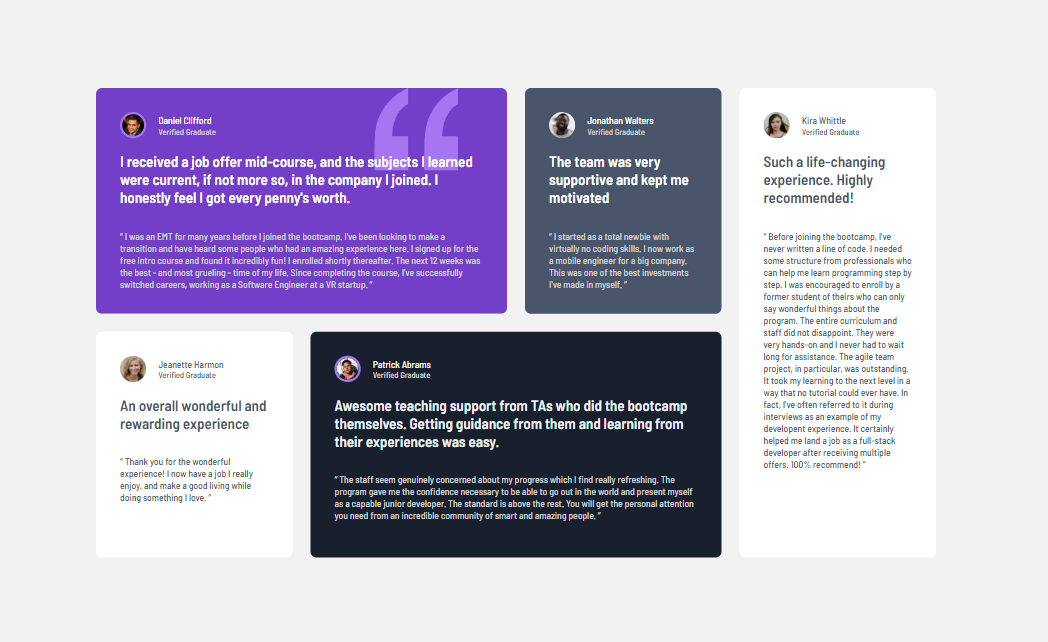 Daniel Clifford
Verified Graduate
I received a job offer mid-course, and the subjects I learned
were current, if not more so, in the company I joined. I
honestly feel I got every penny's worth.
“ I was an EMT for many years before I joined the bootcamp. I've been looking to make a
transition and have heard some people who had an amazing experience here. I signed up for the
free intro course and found it incredibly fun! I enrolled shortly thereafter. The next 12 weeks was
the best - and most grueling - time of my life. Since completing the course, I've successfully
switched careers, working as a Software Engineer at a VR startup. ”
Jonathan Walters
Verified Graduate
The team was very
supportive and kept me
motivated
“ I started as a total newbie with
virtually no coding skills. I now work as
a mobile engineer for a big company.
This was one of the best investments
I've made in myself. ”
Kira Whittle
Verified Graduate
Such a life-changing
experience. Highly
recommended!
“ Before joining the bootcamp, I've
never written a line of code. I needed
some structure from professionals who
can help me learn programming step by
step. I was encouraged to enroll by a
former student of theirs who can only
say wonderful things about the
program. The entire curriculum and
staff did not disappoint. They were
very hands-on and I never had to wait
long for assistance. The agile team
project, in particular, was outstanding.
It took my learning to the next level in a
way that no tutorial could ever have. In
fact, I've often referred to it during
interviews as an example of my
developent experience. It certainly
helped me land a job as a full-stack
developer after receiving multiple
offers. 100% recommend! ”
Jeanette Harmon
Verified Graduate
An overall wonderful and
rewarding experience
“ Thank you for the wonderful
experience! I now have a job I really
enjoy, and make a good living while
doing something I love. ”
Patrick Abrams
Verified Graduate
Awesome teaching support from TAs who did the bootcamp
themselves. Getting guidance from them and learning from
their experiences was easy.
“ The staff seem genuinely concerned about my progress which I find really refreshing. The
program gave me the confidence necessary to be able to go out in the world and present myself
as a capable junior developer. The standard is above the rest. You will get the personal attention
you need from an incredible community of smart and amazing people. ”